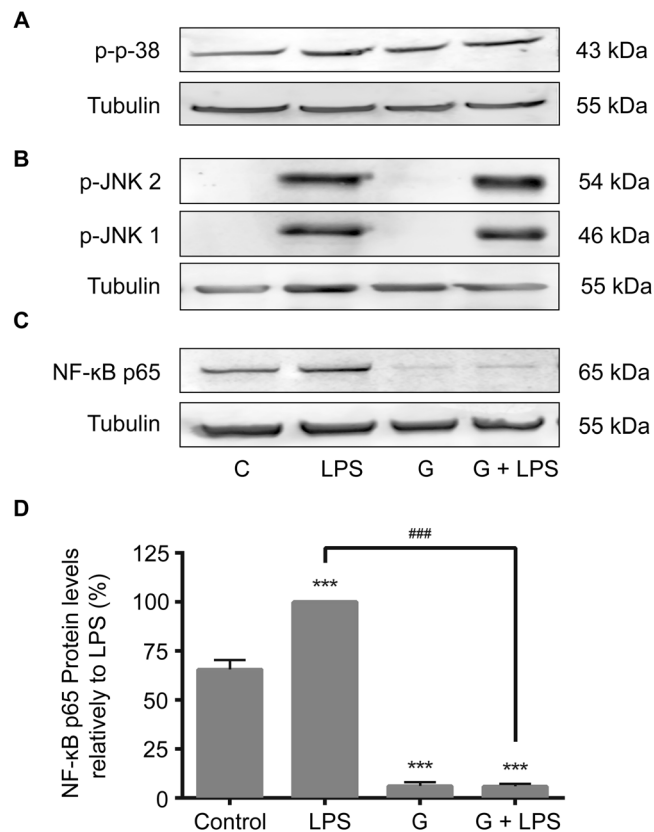 A
p-p-38 43 kDa
Tubulin 55 kDa
B
p-JNK 2 54 kDa
p-JNK 1 46 kDa
Tubulin 55 kDa
C
NF-κB p65 65 kDa
Tubulin 55 kDa
C LPS G G + LPS
D
NF-κB p65 Protein levels
relatively to LPS (%)
###
125
100
75
50
25
0
***
***
***
Control LPS G G + LPS